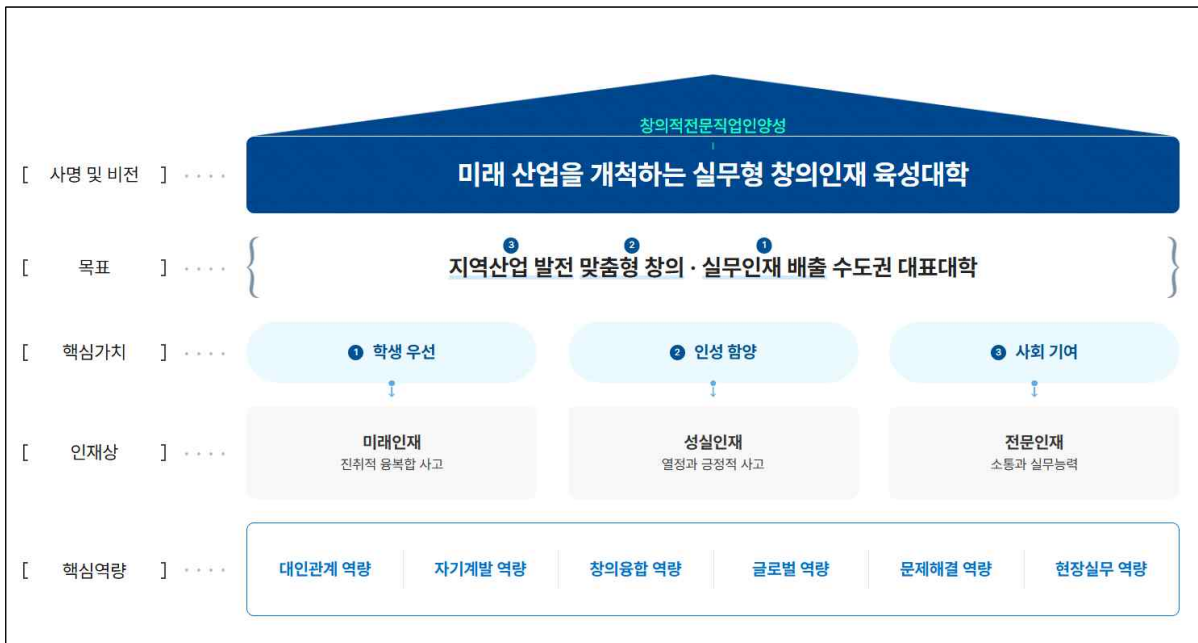 창의적전문직업인양성
[ 사명 및 비전 ] 미래 산업을 개척하는 실무형 창의인재 육성대학
3 2 1
[ 목표 ] { 지역산업 발전 맞춤형 창의 · 실무인재 배출 수도권 대표대학 }
[ 핵심가치 ] 1 학생 우선 2 인성 함양 3 사회 기여
[ 인재상 ] 미래인재 성실인재 전문인재
진취적 융복합 사고 열정과 긍정적 사고 소통과 실무능력
[ 핵심역량 ] 대인관계 역량 자기계발 역량 창의융합 역량 글로벌 역량 문제해결 역량 현장실무 역량